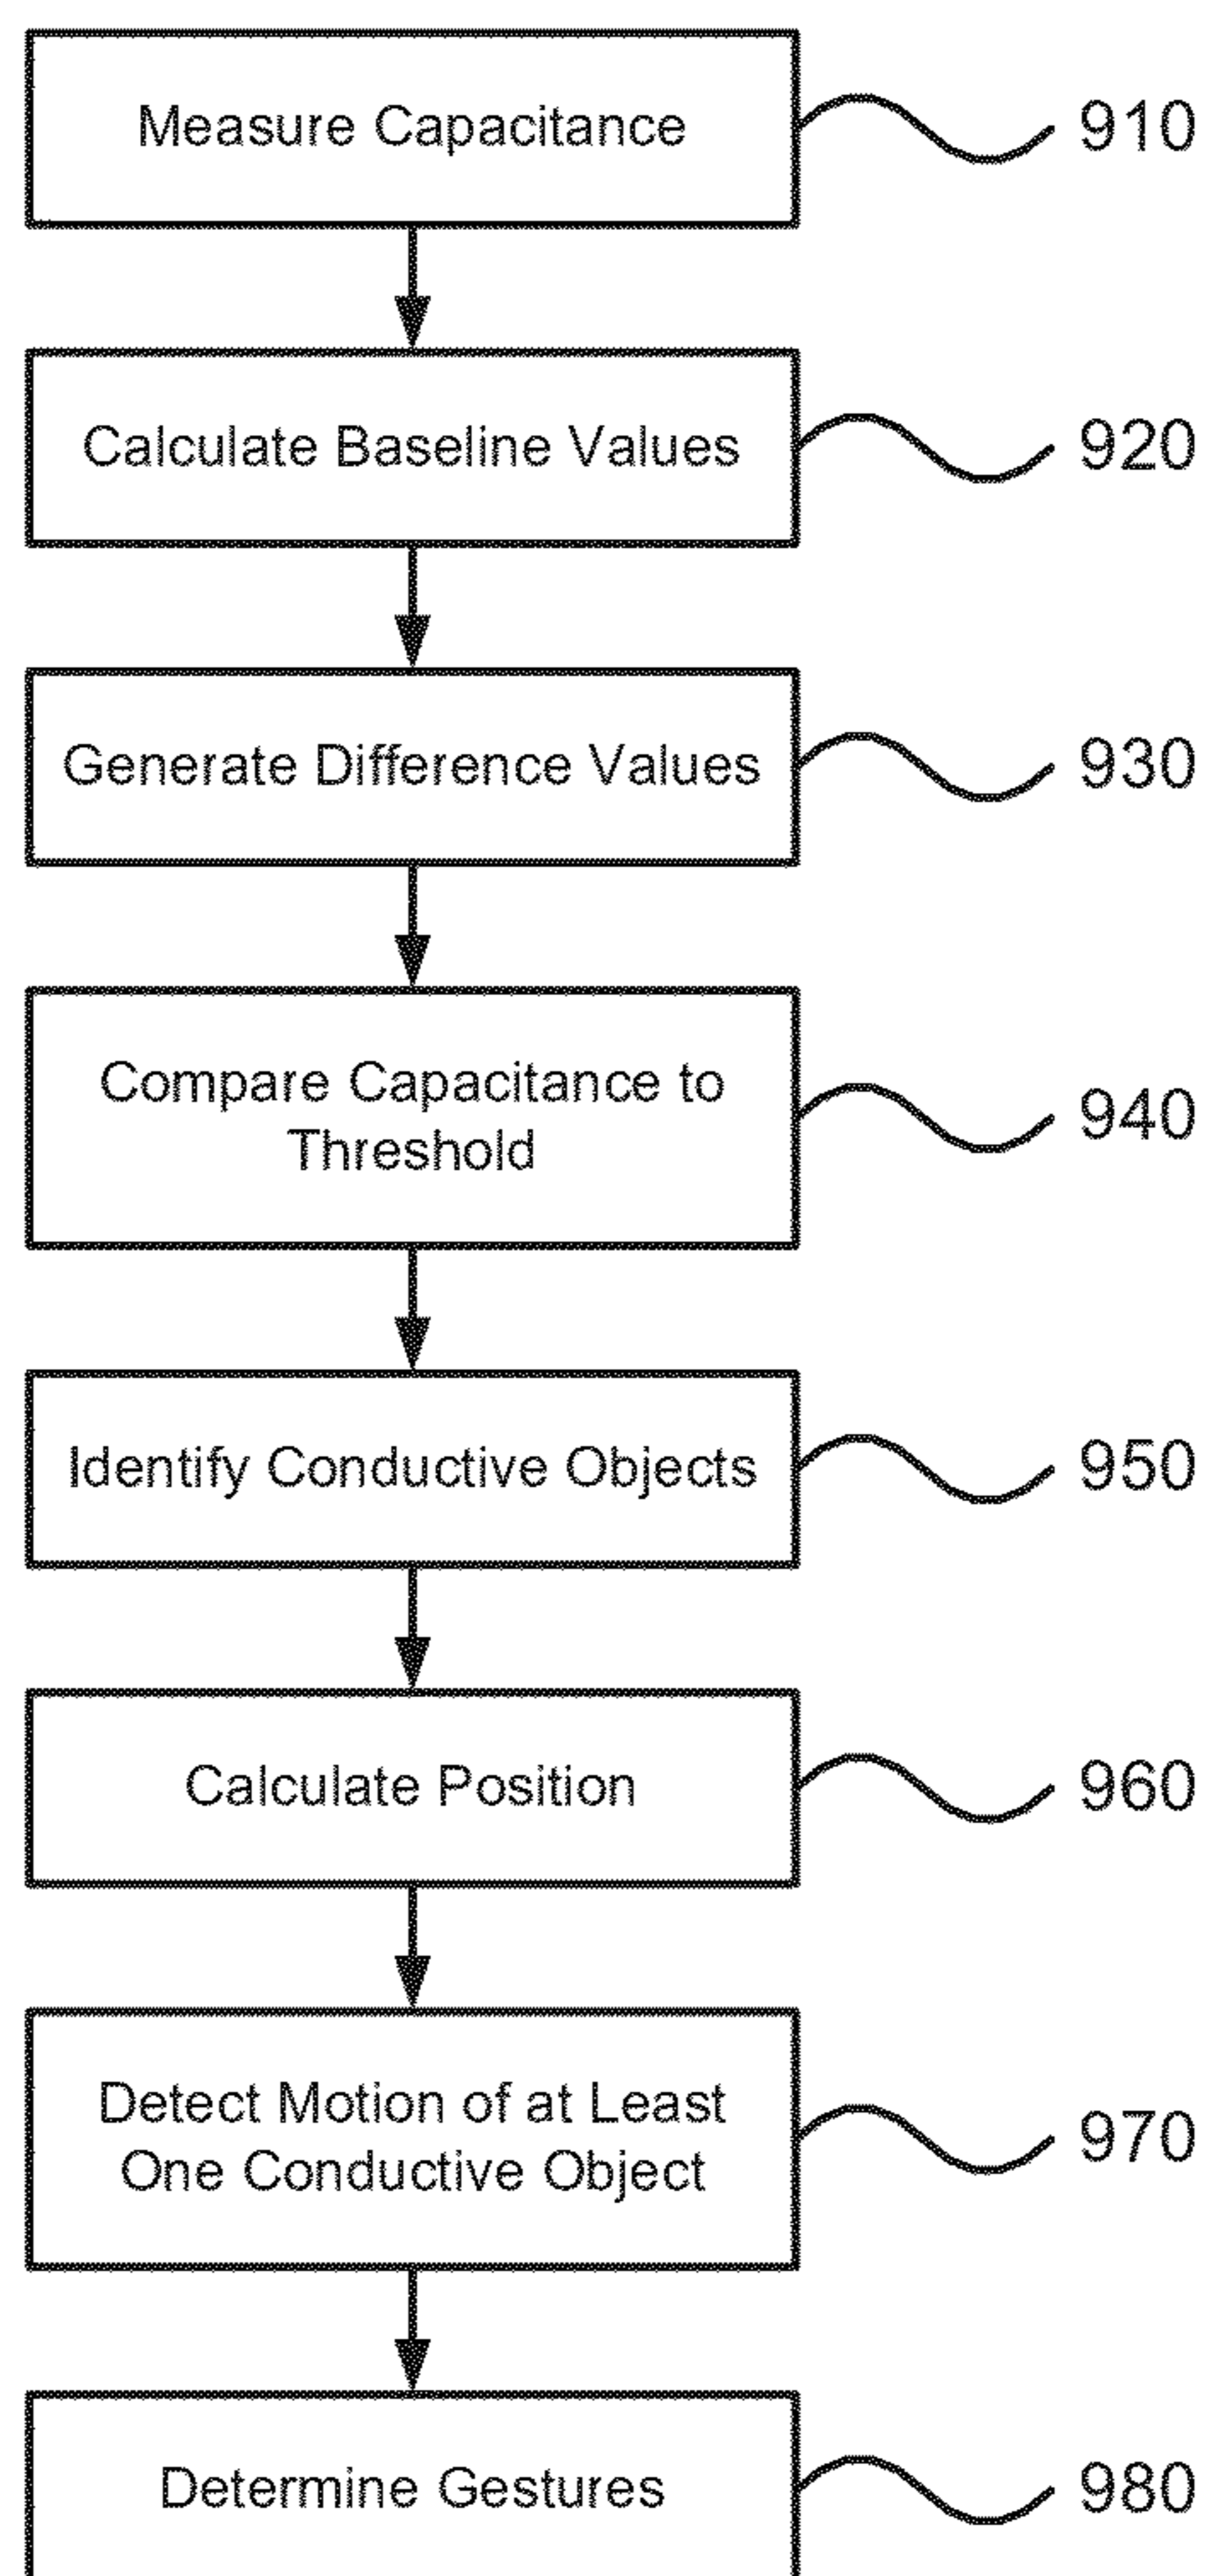 Measure Capacitance
910
Calculate Baseline Values
920
Generate Difference Values
930
Compare Capacitance to
Threshold
940
Identify Conductive Objects
950
Calculate Position
960
Detect Motion of at Least
One Conductive Object
970
Determine Gestures
980